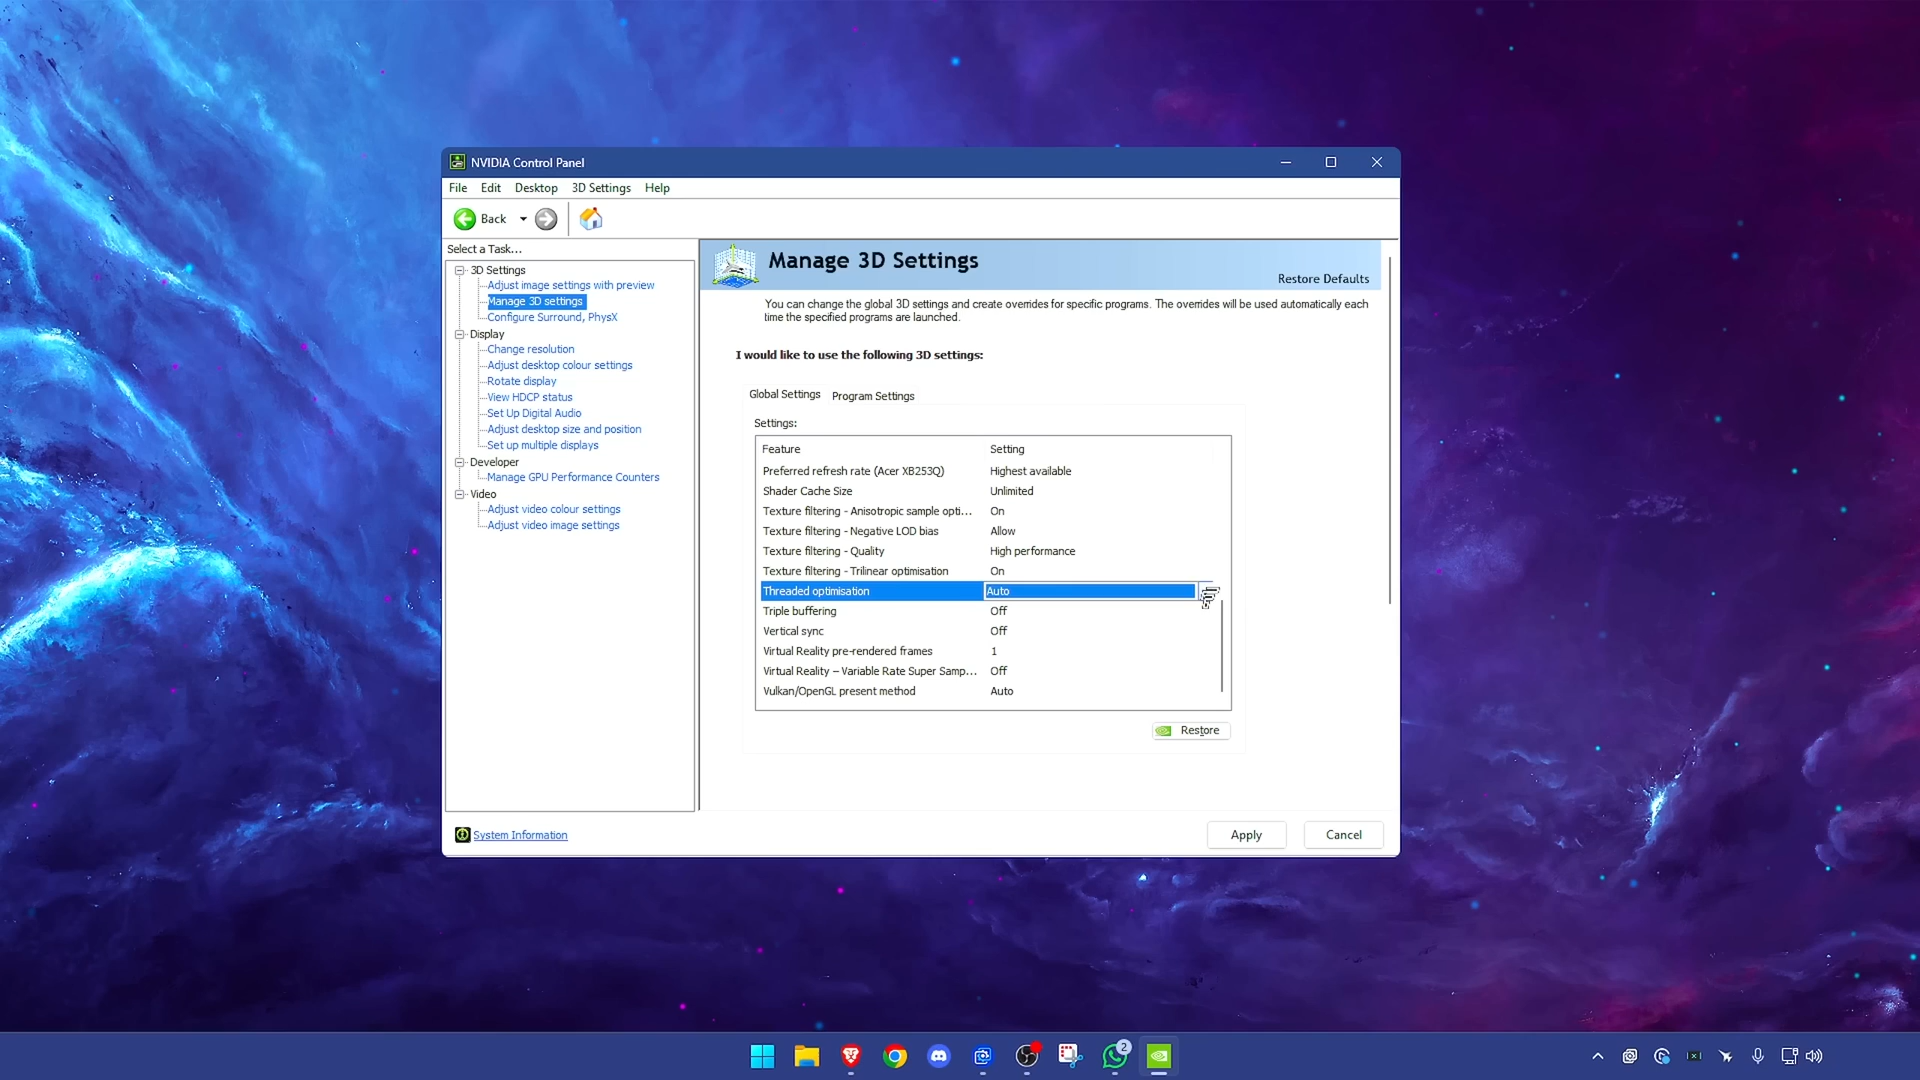 NVIDIA Control Panel
File Edit Desktop 3D Settings Help
Back
Select a Task...
3D Settings
Adjust image settings with preview
Manage 3D settings
Configure Surround, PhysX
Display
Change resolution
Adjust desktop colour settings
Rotate display
View HDCP status
Set Up Digital Audio
Adjust desktop size and position
Set up multiple displays
Developer
Manage GPU Performance Counters
Video
Adjust video colour settings
Adjust video image settings
System Information
Manage 3D Settings
Restore Defaults
You can change the global 3D settings and create overrides for specific programs. The overrides will be used automatically each
time the specified programs are launched.
I would like to use the following 3D settings:
Global Settings Program Settings
Settings:
Feature Setting
Preferred refresh rate (Acer XB253Q) Highest available
Shader Cache Size Unlimited
Texture filtering - Anisotropic sample opti... On
Texture filtering - Negative LOD bias Allow
Texture filtering - Quality High performance
Texture filtering - Trilinear optimisation On
Threaded optimisation Auto
Triple buffering Off
Vertical sync Off
Virtual Reality pre-rendered frames 1
Virtual Reality – Variable Rate Super Samp... Off
Vulkan/OpenGL present method Auto
Restore
Apply Cancel
2